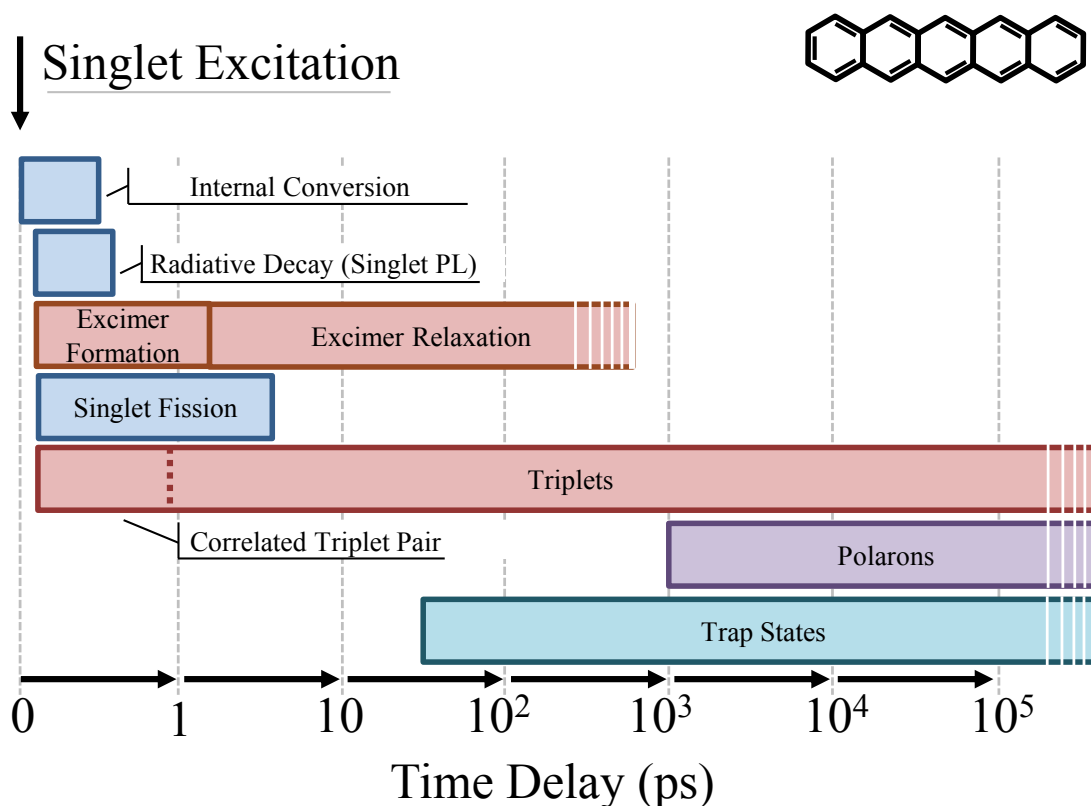 Singlet Excitation
Internal Conversion
Radiative Decay (Singlet PL)
Excimer
Formation
Excimer Relaxation
Singlet Fission
Triplets
Correlated Triplet Pair
Polarons
Trap States
0 1 10 10² 10³ 10⁴ 10⁵
Time Delay (ps)